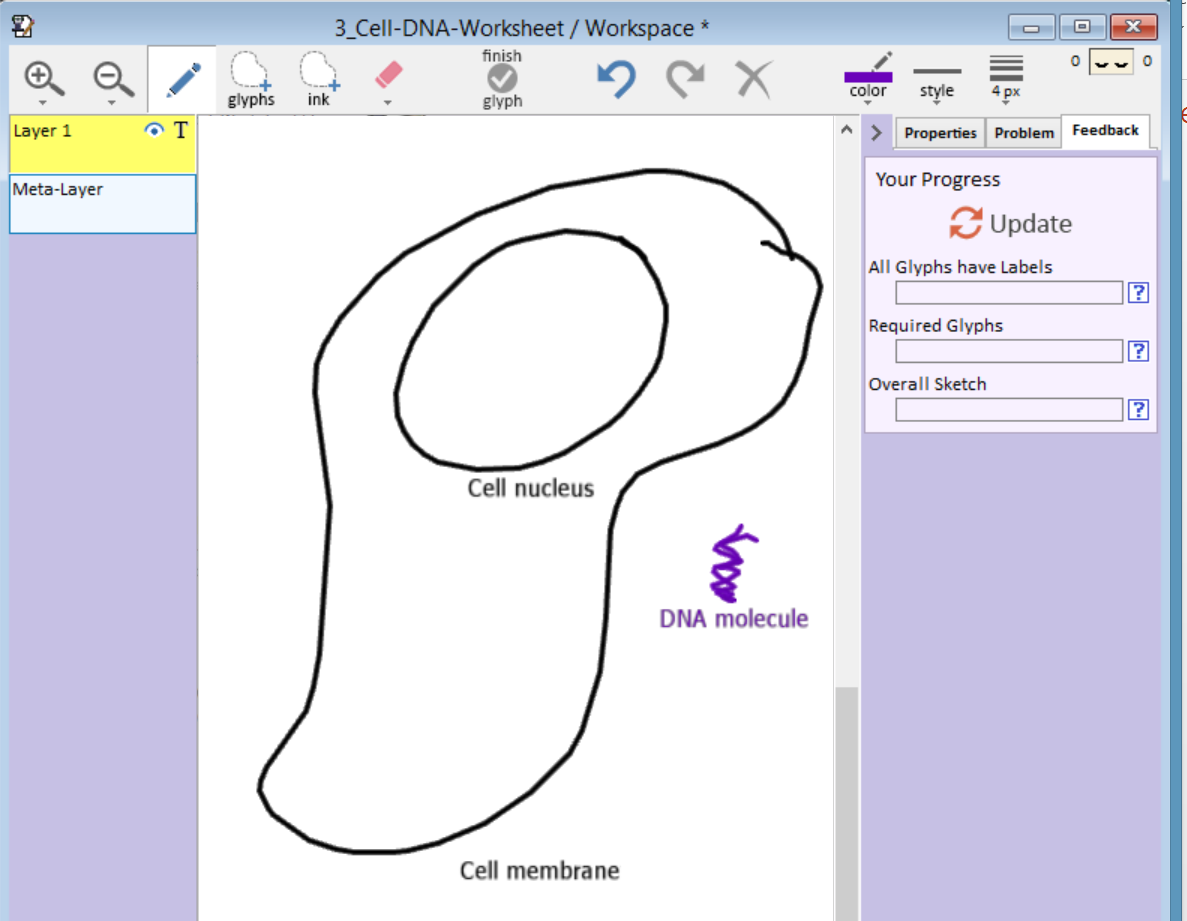 3_Cell-DNA-Worksheet / Workspace *
glyphs
ink
finish
glyph
color
style
4 px
0
0
Layer 1
T
Meta-Layer
Properties
Problem
Feedback
Your Progress
Update
All Glyphs have Labels
?
Required Glyphs
?
Overall Sketch
?
Cell nucleus
DNA molecule
Cell membrane